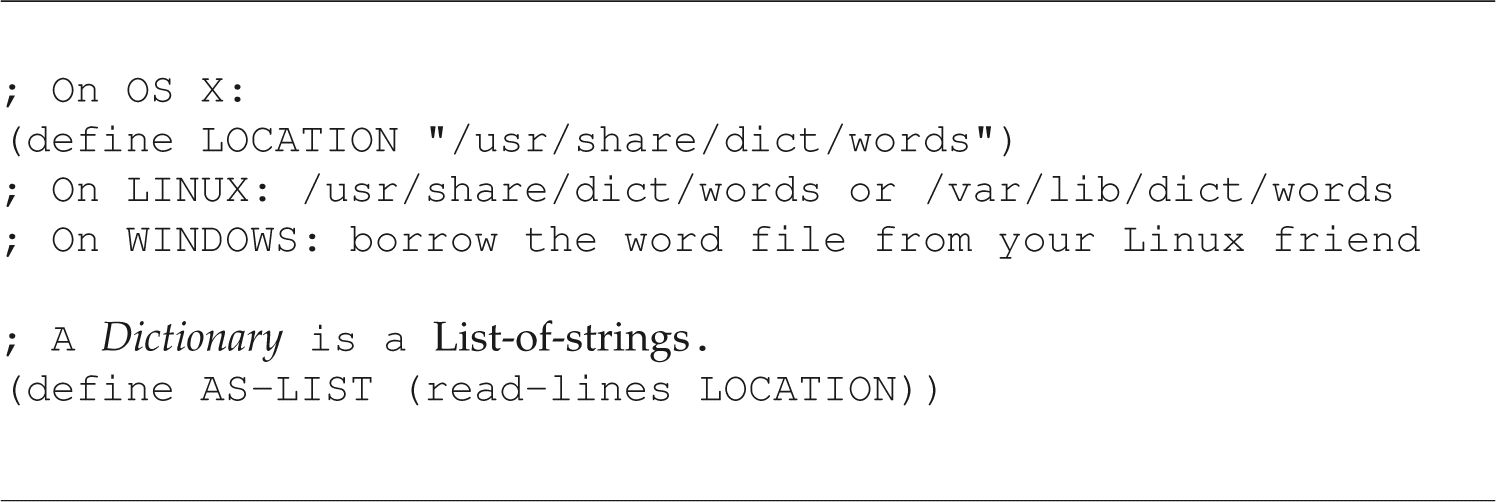 ; On OS X:
(define LOCATION "/usr/share/dict/words")
; On LINUX: /usr/share/dict/words or /var/lib/dict/words
; On WINDOWS: borrow the word file from your Linux friend
; A Dictionary is a List-of-strings.
(define AS-LIST (read-lines LOCATION))